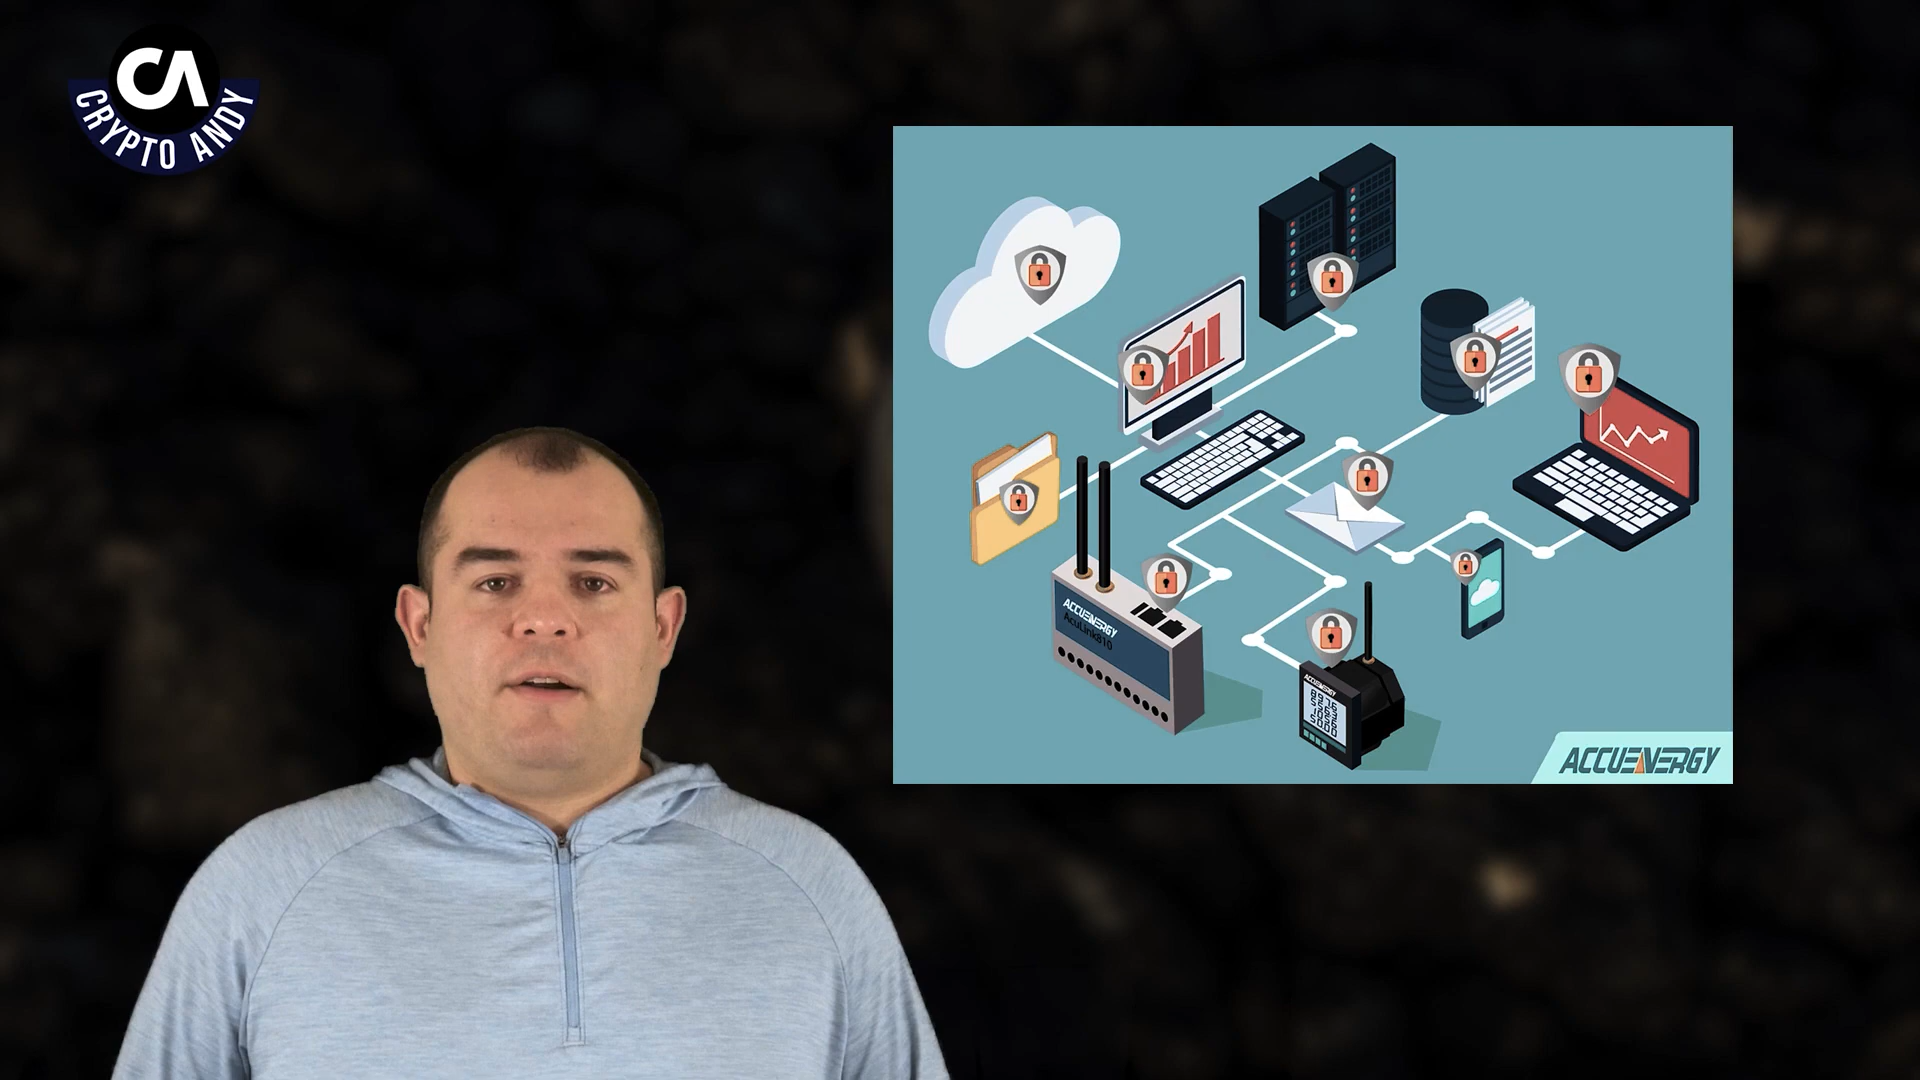 CA
CRYPTO ANDY
ACCUENERGY
AcuLink810
ACCUENERGY
ACCUENERGY